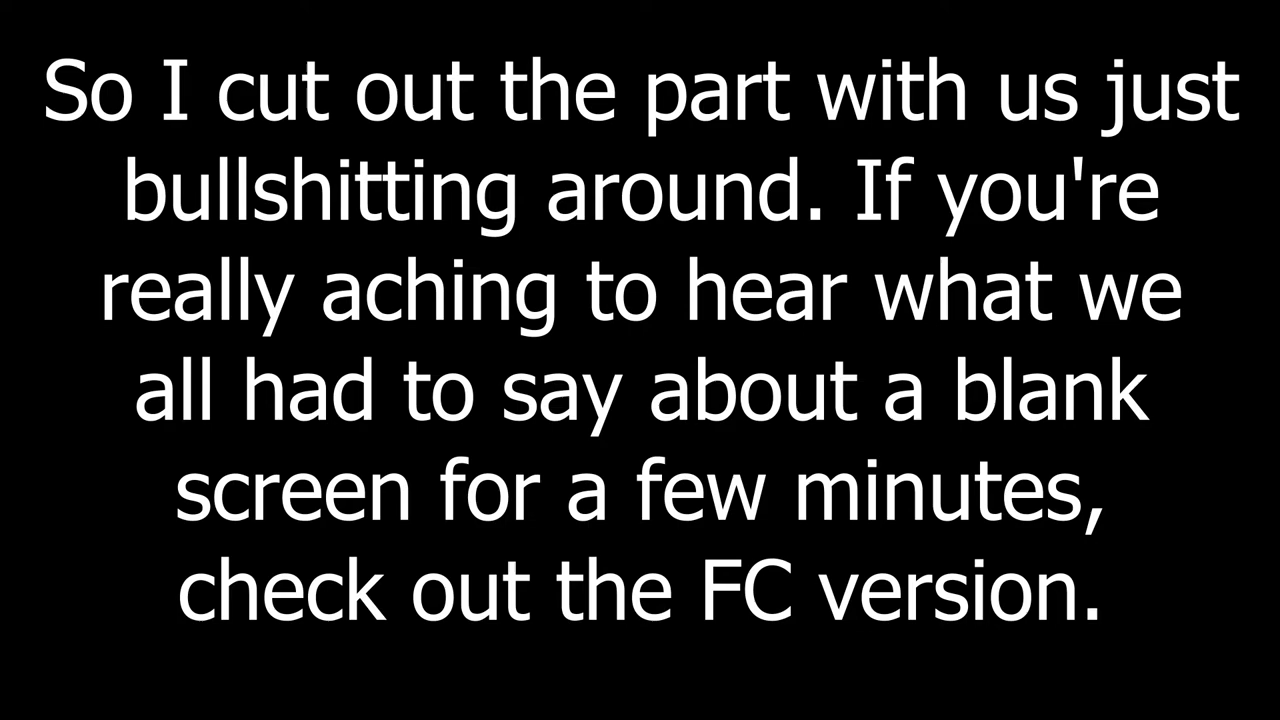 So I cut out the part with us just
bullshitting around. If you're
really aching to hear what we
all had to say about a blank
screen for a few minutes,
check out the FC version.